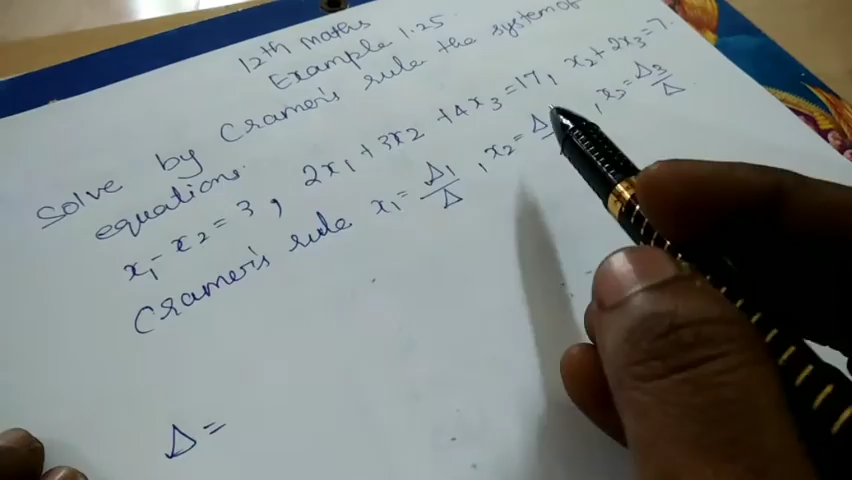 12th maths
Example 1.25
Solve by Cramer's rule the system of
equations.
x₁ - x₂ = 3, 2x₁ + 3x₂ + 4x₃ = 17, x₂ + 2x₃ = 7.
Cramer's rule x₁ = Δ₁/Δ, x₂ = Δ , x₃ = Δ₃/Δ
Δ =